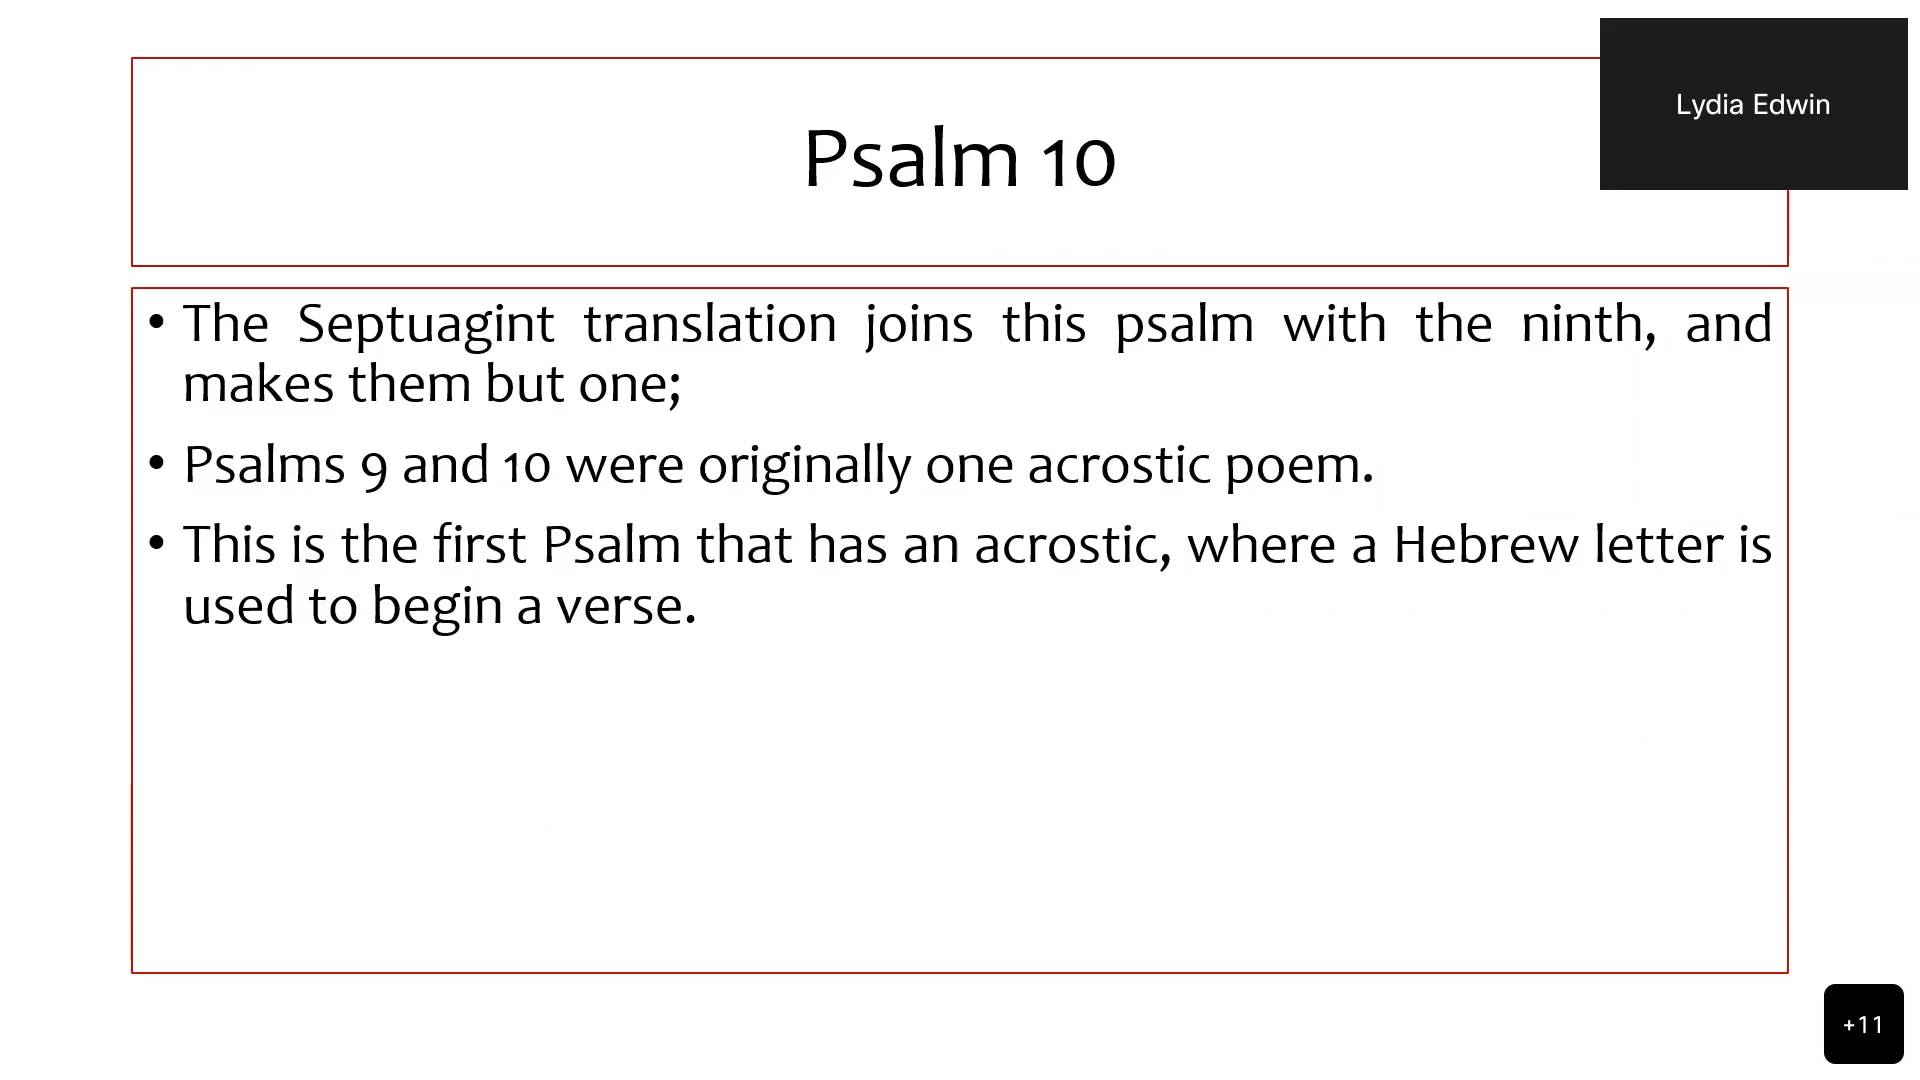 Lydia Edwin
Psalm 10
• The Septuagint translation joins this psalm with the ninth, and
makes them but one;
• Psalms 9 and 10 were originally one acrostic poem.
• This is the first Psalm that has an acrostic, where a Hebrew letter is
used to begin a verse.
+11